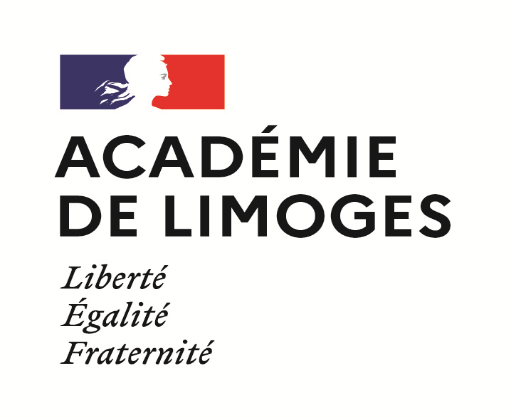 ACADÉMIE
DE LIMOGES
Liberté
Égalité
Fraternité